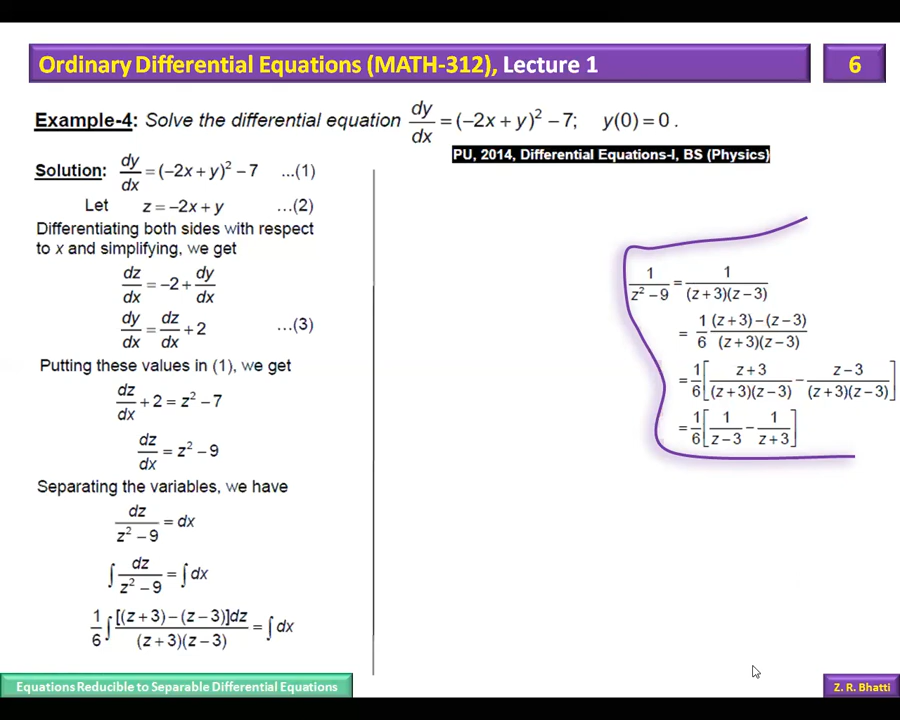 Ordinary Differential Equations (MATH-312), Lecture 1
6
Example-4: Solve the differential equation dy/dx = (−2x + y)² − 7; y(0) = 0 .
PU, 2014, Differential Equations-I, BS (Physics)
Solution: dy/dx = (−2x + y)² − 7 ...(1)
Let z = −2x + y ...(2)
Differentiating both sides with respect
to x and simplifying, we get
dz/dx = −2 + dy/dx
dy/dx = dz/dx + 2 ...(3)
Putting these values in (1), we get
dz/dx + 2 = z² − 7
dz/dx = z² − 9
Separating the variables, we have
dz/(z² − 9) = dx
∫ dz/(z² − 9) = ∫ dx
1/6 ∫ [(z + 3) − (z − 3)]dz/((z + 3)(z − 3)) = ∫ dx
1/(z² − 9) = 1/((z + 3)(z − 3))
= 1/6 ((z + 3) − (z − 3))/((z + 3)(z − 3))
= 1/6 [ (z + 3)/((z + 3)(z − 3)) − (z − 3)/((z + 3)(z − 3)) ]
= 1/6 [ 1/(z − 3) − 1/(z + 3) ]
Equations Reducible to Separable Differential Equations
Z. R. Bhatti